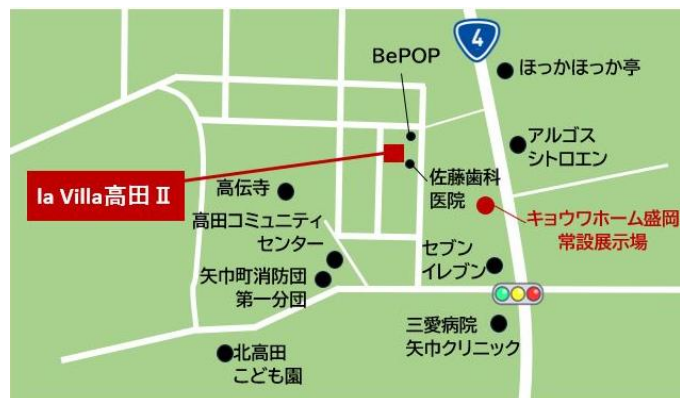 4
BePOP
ほっかほっか亭
アルゴス
シトロエン
la Villa高田Ⅱ
高伝寺
佐藤歯科
医院
高田コミュニティ
センター
キョウワホーム盛岡
常設展示場
セブン
イレブン
矢巾町消防団
第一分団
三愛病院
矢巾クリニック
北高田
こども園